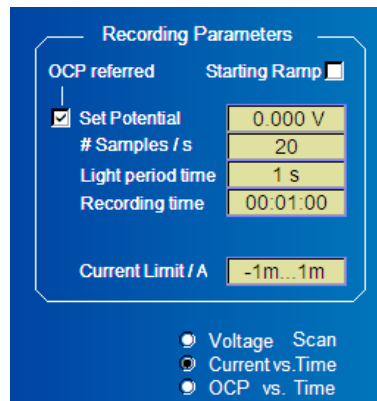 Recording Parameters
OCP referred Starting Ramp
Set Potential 0.000 V
# Samples / s 20
Light period time 1 s
Recording time 00:01:00
Current Limit / A -1m...1m
Voltage Scan
Current vs.Time
OCP vs. Time